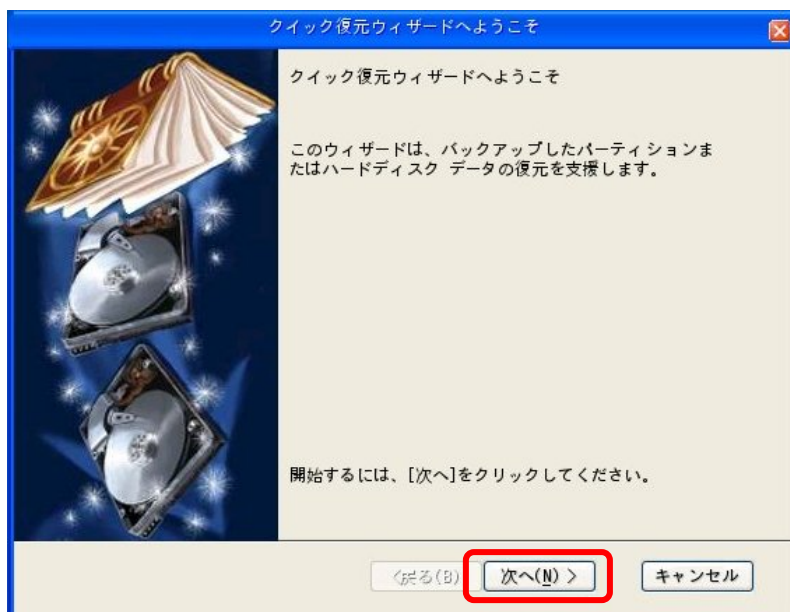 クイック復元ウィザードへようこそ
クイック復元ウィザードへようこそ
このウィザードは、バックアップしたパーティションま
たはハードディスク データの復元を支援します。
開始するには、[次へ]をクリックしてください。
<戻る(B) 次へ(N) > キャンセル